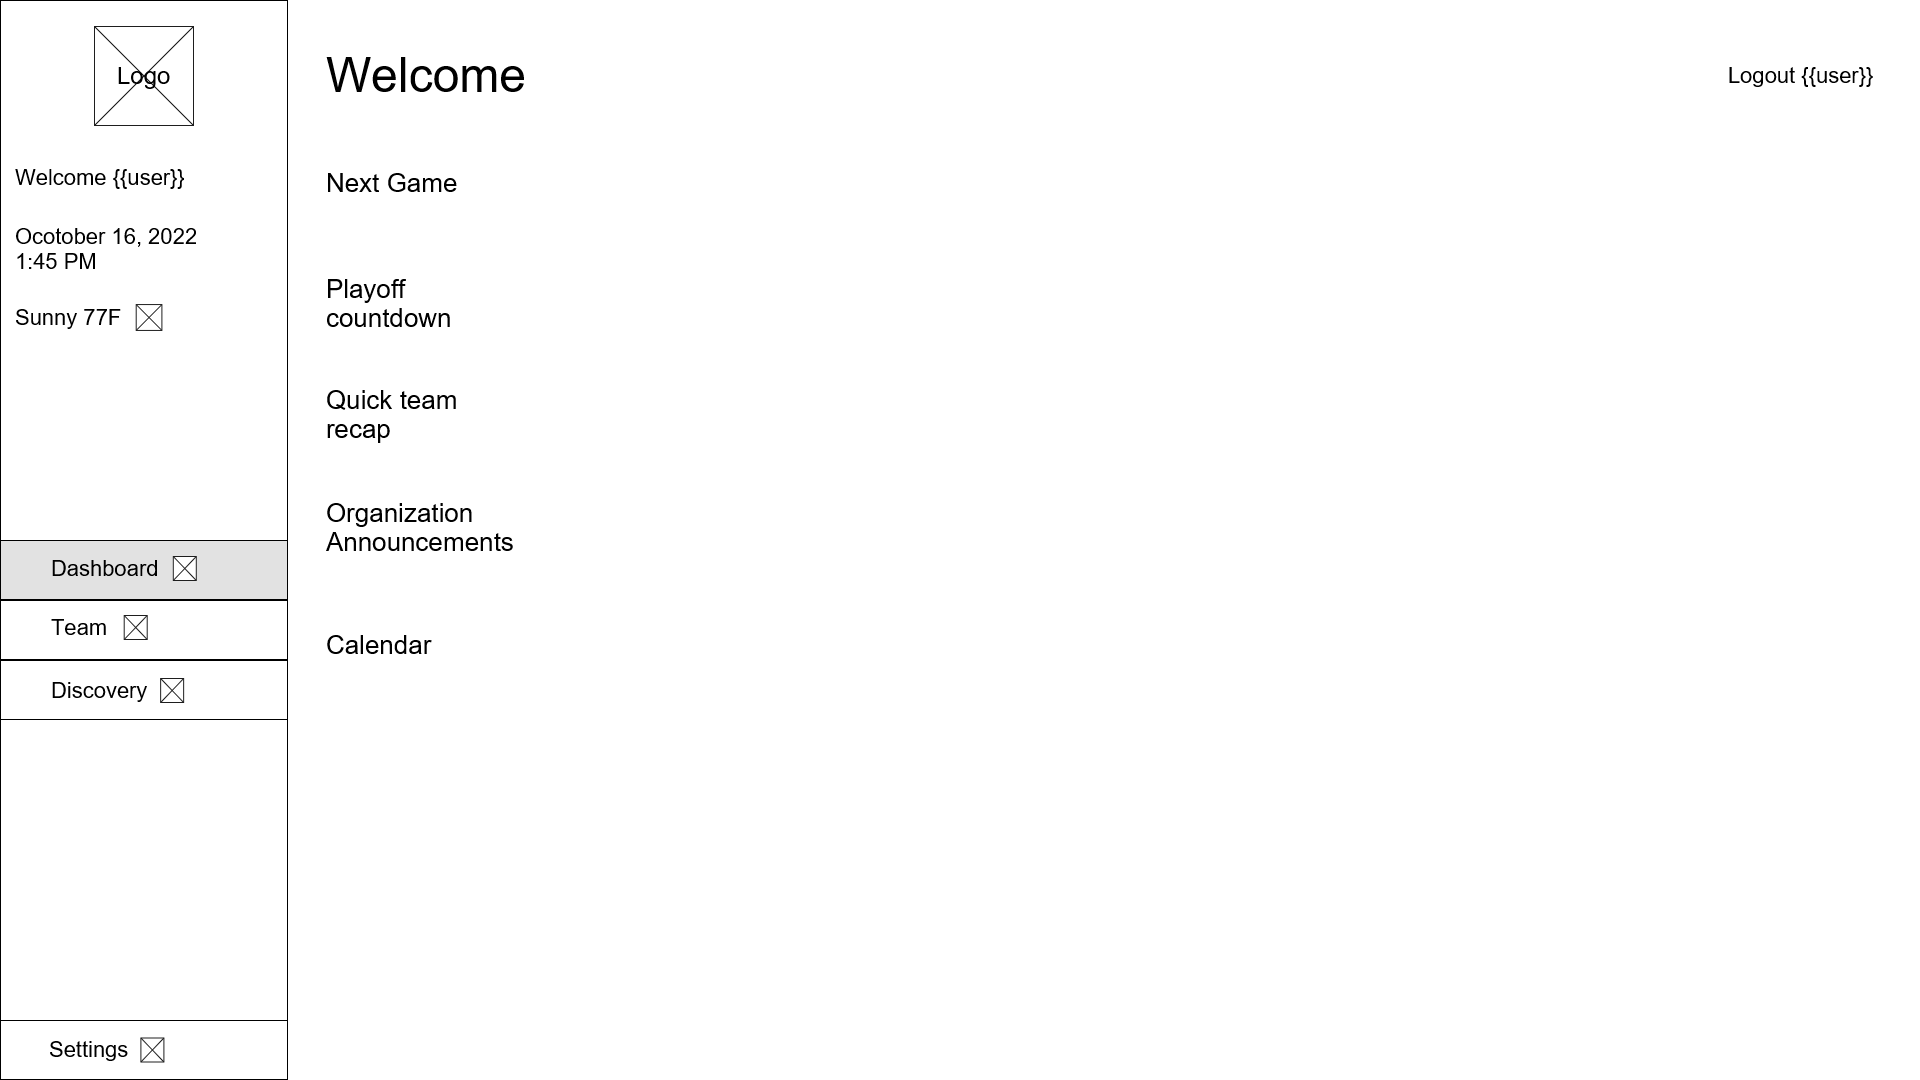 Logo
Welcome {{user}}
Ocotober 16, 2022
1:45 PM
Sunny 77F
Dashboard
Team
Discovery
Settings
Welcome
Logout {{user}}
Next Game
Playoff
countdown
Quick team
recap
Organization
Announcements
Calendar